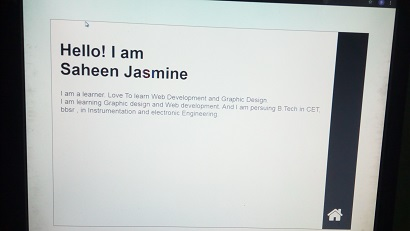 Hello! I am
Saheen Jasmine
I am a learner. Love To learn Web Development and Graphic Design.
I am learning Graphic design and Web development. And I am persuing B.Tech in CET,
bbsr , in Instrumentation and electronic Engineering.